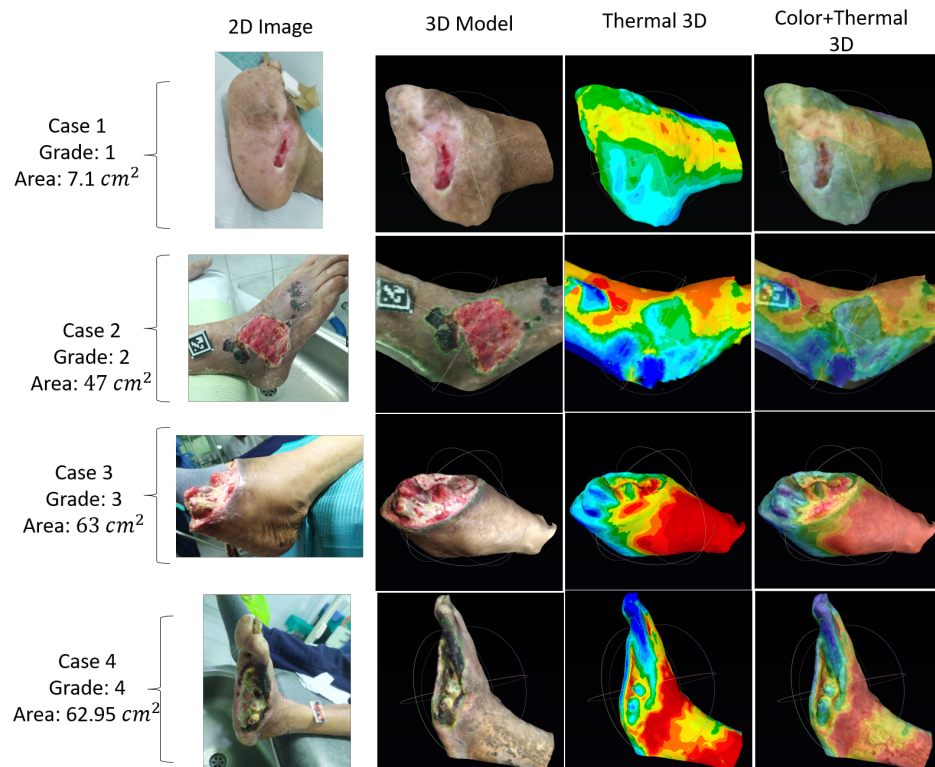 2D Image
3D Model
Thermal 3D
Color+Thermal
3D
Case 1
Grade: 1
Area: 7.1 cm²
Case 2
Grade: 2
Area: 47 cm²
Case 3
Grade: 3
Area: 63 cm²
Case 4
Grade: 4
Area: 62.95 cm²